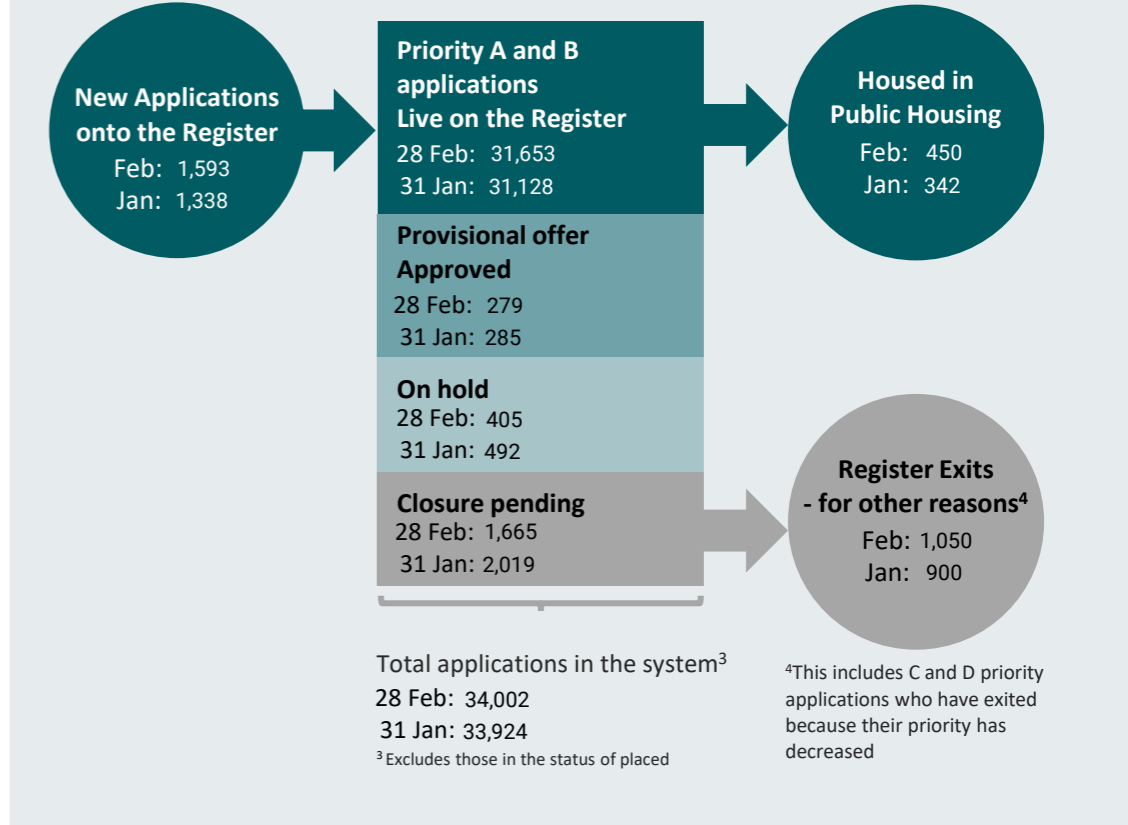 New Applications
onto the Register
Feb: 1,593
Jan: 1,338
Priority A and B
applications
Live on the Register
28 Feb: 31,653
31 Jan: 31,128
Housed in
Public Housing
Feb: 450
Jan: 342
Provisional offer
Approved
28 Feb: 279
31 Jan: 285
On hold
28 Feb: 405
31 Jan: 492
Closure pending
28 Feb: 1,665
31 Jan: 2,019
Register Exits
- for other reasons⁴
Feb: 1,050
Jan: 900
Total applications in the system³
28 Feb: 34,002
31 Jan: 33,924
³ Excludes those in the status of placed
⁴This includes C and D priority
applications who have exited
because their priority has
decreased